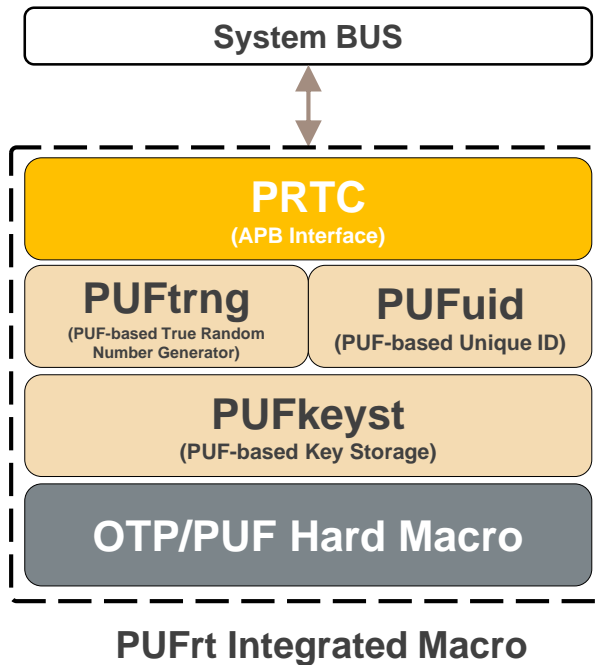 System BUS
PRTC
(APB Interface)
PUFtrng
(PUF-based True Random
Number Generator)
PUFuid
(PUF-based Unique ID)
PUFkeyst
(PUF-based Key Storage)
OTP/PUF Hard Macro
PUFrt Integrated Macro